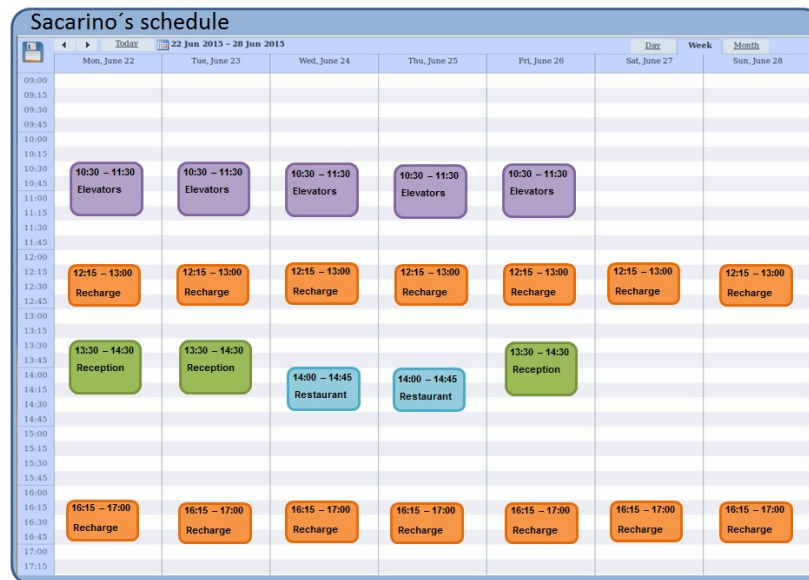 Sacarino´s schedule
Today 22 Jun 2015 – 28 Jun 2015 Day Week Month
Mon, June 22 Tue, June 23 Wed, June 24 Thu, June 25 Fri, June 26 Sat, June 27 Sun, June 28
09:00
09:15
09:30
09:45
10:00
10:15
10:30 10:30 – 11:30 10:30 – 11:30 10:30 – 11:30 10:30 – 11:30 10:30 – 11:30
10:45 Elevators Elevators Elevators Elevators Elevators
11:00
11:15
11:30
11:45
12:00
12:15 12:15 – 13:00 12:15 – 13:00 12:15 – 13:00 12:15 – 13:00 12:15 – 13:00 12:15 – 13:00 12:15 – 13:00
12:30 Recharge Recharge Recharge Recharge Recharge Recharge Recharge
12:45
13:00
13:15
13:30 13:30 – 14:30 13:30 – 14:30 13:30 – 14:30
13:45 Reception Reception Reception
14:00 14:00 – 14:45 14:00 – 14:45
14:15 Restaurant Restaurant
14:30
14:45
15:00
15:15
15:30
15:45
16:00
16:15 16:15 – 17:00 16:15 – 17:00 16:15 – 17:00 16:15 – 17:00 16:15 – 17:00 16:15 – 17:00 16:15 – 17:00
16:30 Recharge Recharge Recharge Recharge Recharge Recharge Recharge
16:45
17:00
17:15